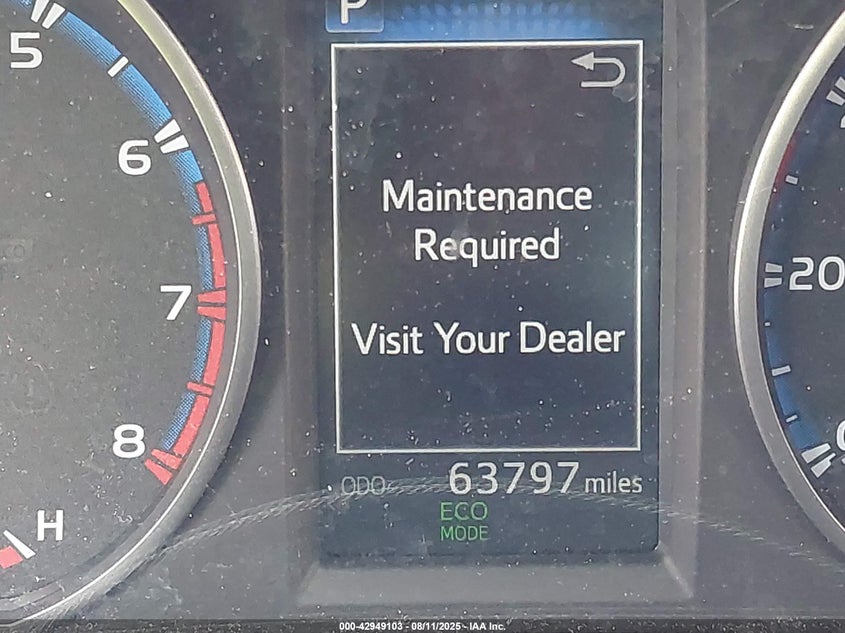 P
5
6
7
8
H
Maintenance
Required
Visit Your Dealer
ODO 63797 miles
ECO
MODE
20
000-42949103 - 08/11/2025 - IAA Inc.